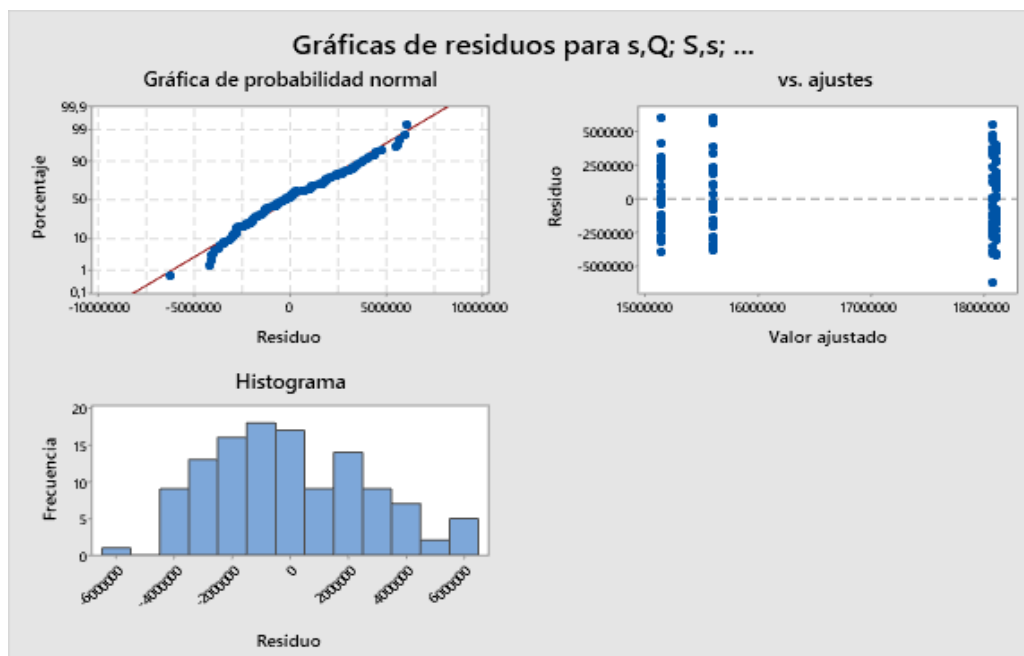 Gráficas de residuos para s,Q; S,s; ...
Gráfica de probabilidad normal
99,9
99
90
50
10
1
0,1
Porcentaje
-10000000 -5000000 0 5000000 10000000
Residuo
vs. ajustes
5000000
2500000
0
-2500000
-5000000
Residuo
15000000 16000000 17000000 18000000
Valor ajustado
Histograma
20
15
10
5
0
Frecuencia
-6000000 -4000000 -2000000 0 2000000 4000000 6000000
Residuo